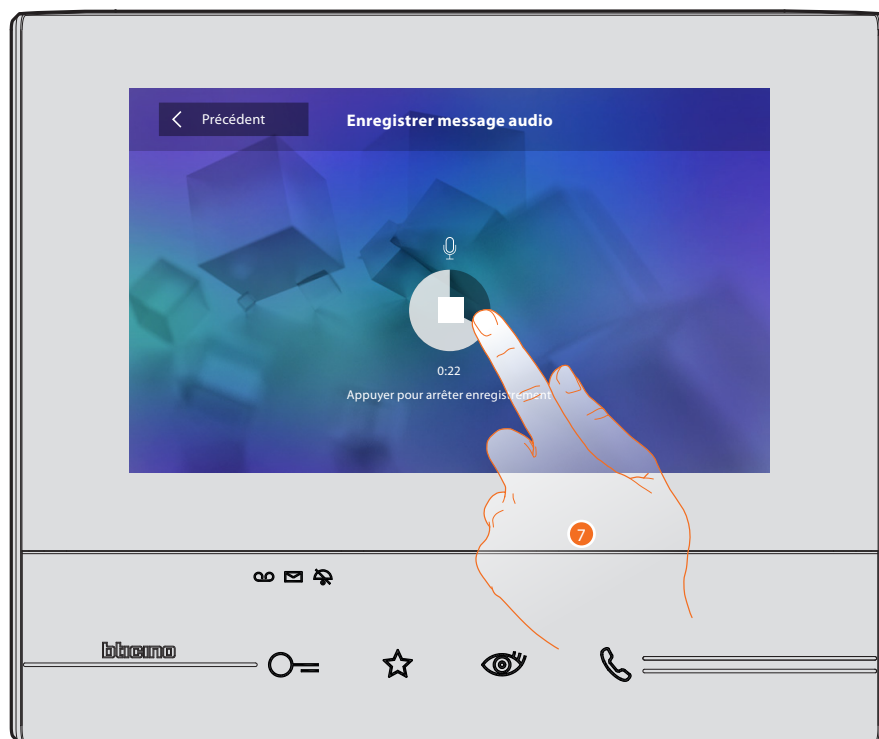 Précédent
Enregistrer message audio
0:22
Appuyer pour arrêter enregistrement
7
bticino